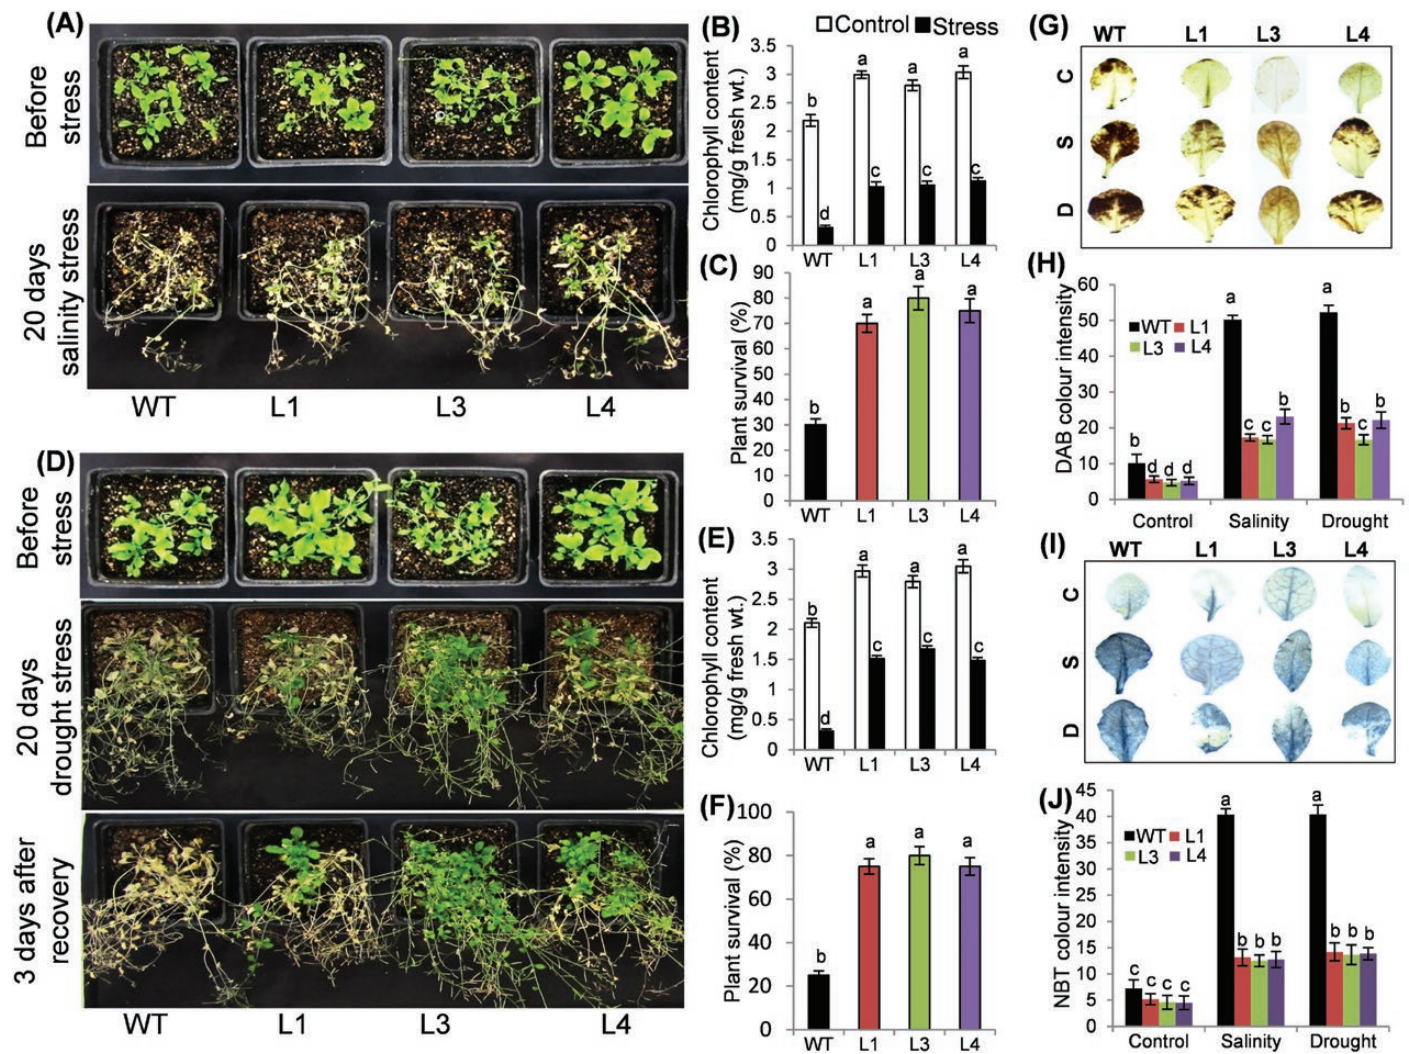 (A)
Before
stress
20 days
salinity stress
WT L1 L3 L4
(B)
Control Stress
Chlorophyll content
(mg/g fresh wt.)
3.5
3
2.5
2
1.5
1
0.5
0
b d a c a c a c
WT L1 L3 L4
(C)
Plant survival (%)
90
80
70
60
50
40
30
20
10
0
b a a a
WT L1 L3 L4
(D)
Before
stress
20 days
drought stress
3 days after
recovery
WT L1 L3 L4
(E)
Chlorophyll content
(mg/g fresh wt.)
3.5
3
2.5
2
1.5
1
0.5
0
b d a c a c a c
WT L1 L3 L4
(F)
Plant survival (%)
100
80
60
40
20
0
b a a a
WT L1 L3 L4
(G)
WT L1 L3 L4
C
S
D
(H)
DAB colour intensity
60
50
40
30
20
10
0
WT L1
L3 L4
b d d d a c c b a b c b
Control Salinity Drought
(I)
WT L1 L3 L4
C
S
D
(J)
NBT colour intensity
45
40
35
30
25
20
15
10
5
0
WT L1
L3 L4
c c c c a b b b a b b b
Control Salinity Drought